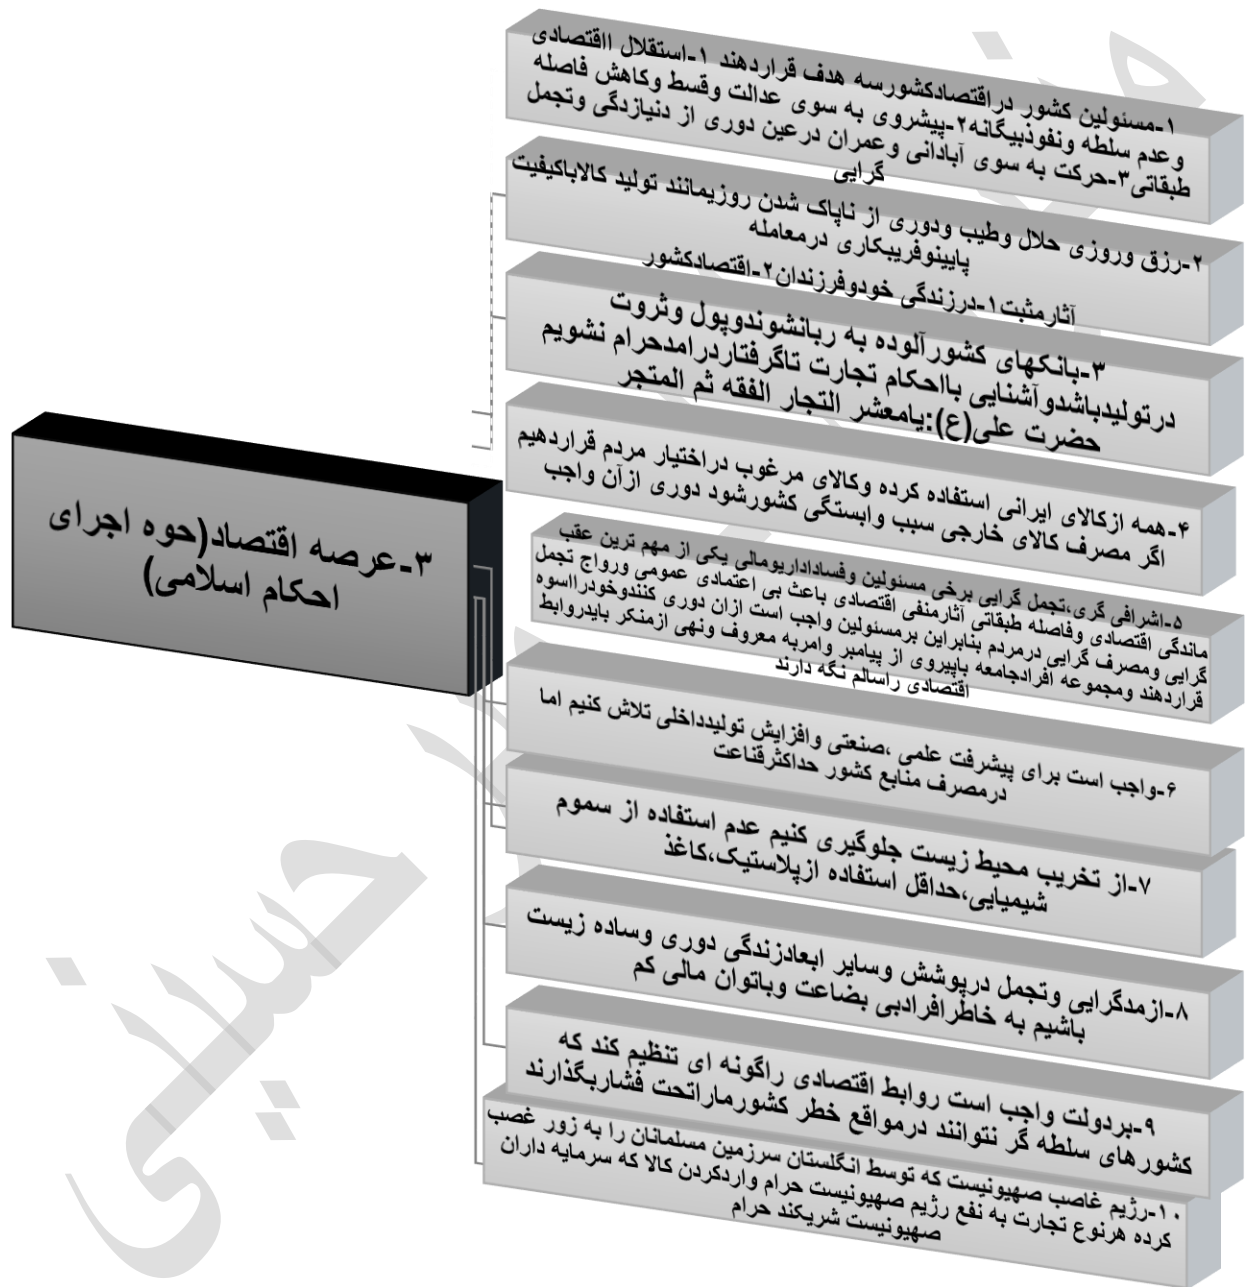 ۳-عرصه اقتصاد(حوه اجرای
احکام اسلامی)
۱-مسئولین کشور دراقتصادکشورسه هدف قراردهند ۱-استقلال ااقتصادی
وعدم سلطه ونفوذبیگانه۲-پیشروی به سوی عدالت وقسط وکاهش فاصله
طبقاتی۳-حرکت به سوی آبادانی وعمران درعین دوری از دنیازدگی وتجمل
گرایی
۲-رزق وروزی حلال وطیب ودوری از ناپاک شدن روزیمانند تولید کالاباکیفیت
پایینوفریبکاری درمعامله
آثارمثبت۱-درزندگی خودوفرزندان۲-اقتصادکشور
۳-بانکهای کشورآلوده به ربانشوندوپول وثروت
درتولیدباشدوآشنایی بااحکام تجارت تاگرفتاردرامدحرام نشویم
حضرت علی(ع):یامعشر التجار الفقه ثم المتجر
۴-همه ازکالای ایرانی استفاده کرده وکالای مرغوب دراختیار مردم قراردهیم
اگر مصرف کالای خارجی سبب وابستگی کشورشود دوری ازآن واجب
۵-اشرافی گری،تجمل گرایی برخی مسئولین وفساداداریومالی یکی از مهم ترین عقب
ماندگی اقتصادی وفاصله طبقاتی آثارمنفی اقتصادی باعث بی اعتمادی عمومی ورواج تجمل
گرایی ومصرف گرایی درمردم بنابراین برمسئولین واجب است ازان دوری کنندوخودرااسوه
قراردهند ومجموعه افرادجامعه باپیروی از پیامبر وامربه معروف ونهی ازمنکر بایدروابط
اقتصادی راسالم نگه دارند
۶-واجب است برای پیشرفت علمی ،صنعتی وافزایش تولیدداخلی تلاش کنیم اما
درمصرف منابع کشور حداکثرقناعت
۷-از تخریب محیط زیست جلوگیری کنیم عدم استفاده از سموم
شیمیایی،حداقل استفاده ازپلاستیک،کاغذ
۸-ازمدگرایی وتجمل درپوشش وسایر ابعادزندگی دوری وساده زیست
باشیم به خاطرافرادبی بضاعت وباتوان مالی کم
۹-بردولت واجب است روابط اقتصادی راگونه ای تنظیم کند که
کشورهای سلطه گر نتوانند درمواقع خطر کشورماراتحت فشاربگذارند
۱۰-رژیم غاصب صهیونیست که توسط انگلستان سرزمین مسلمانان را به زور غصب
کرده هرنوع تجارت به نفع رژیم صهیونیست حرام واردکردن کالا که سرمایه داران
صهیونیست شریکند حرام
حسینی